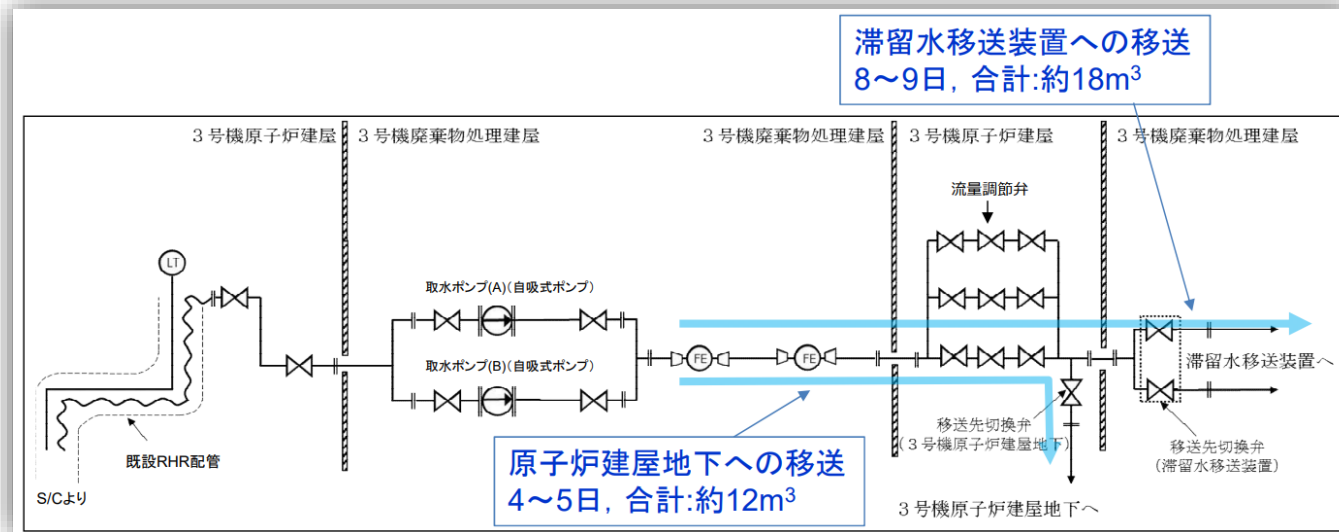 滞留水移送装置への移送
8~9日, 合計:約18m³
3号機原子炉建屋
3号機廃棄物処理建屋
3号機廃棄物処理建屋
3号機原子炉建屋
3号機廃棄物処理建屋
流量調節弁
LT
取水ポンプ(A)(自吸式ポンプ)
取水ポンプ(B)(自吸式ポンプ)
FE
FE
滞留水移送装置へ
移送先切換弁
(3号機原子炉建屋地下)
移送先切換弁
(滞留水移送装置)
既設RHR配管
原子炉建屋地下への移送
4~5日, 合計:約12m³
S/Cより
3号機原子炉建屋地下へ